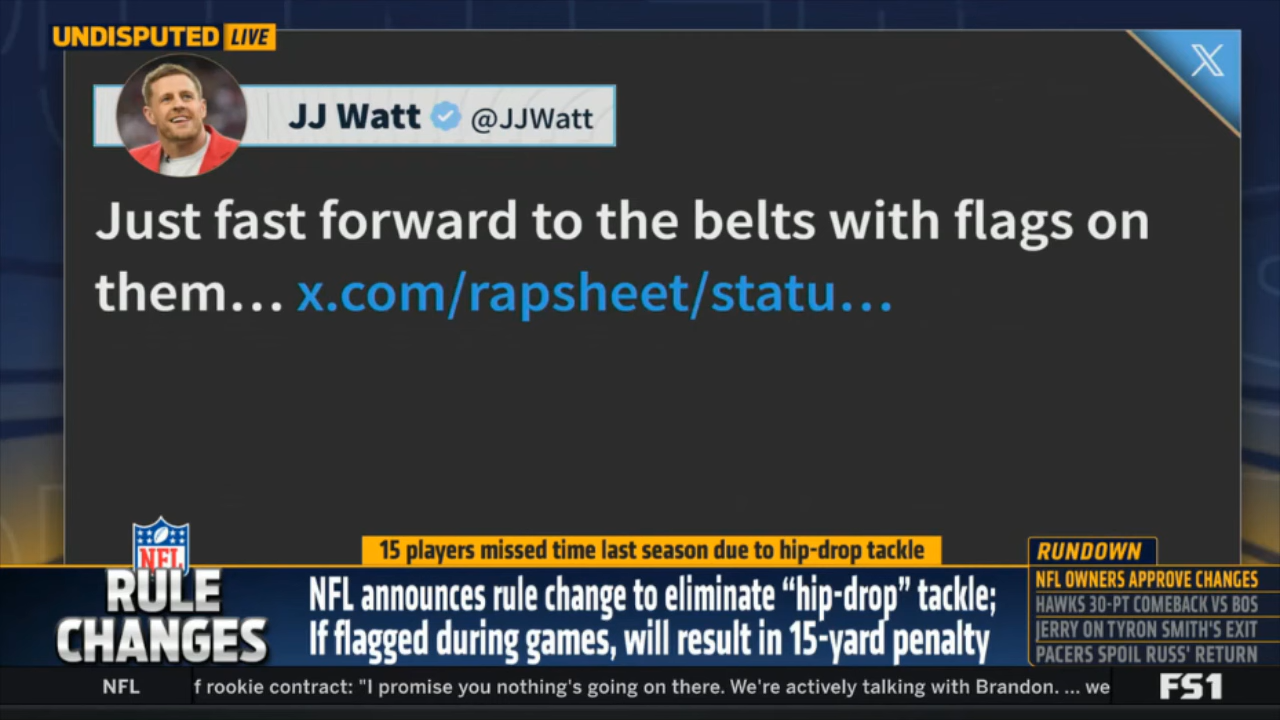 UNDISPUTED LIVE
X
JJ Watt @JJWatt
Just fast forward to the belts with flags on
them... x.com/rapsheet/statu...
15 players missed time last season due to hip-drop tackle
NFL
RULE
CHANGES
NFL announces rule change to eliminate “hip-drop” tackle;
If flagged during games, will result in 15-yard penalty
RUNDOWN
NFL OWNERS APPROVE CHANGES
HAWKS 30-PT COMEBACK VS BOS
JERRY ON TYRON SMITH'S EXIT
PACERS SPOIL RUSS' RETURN
NFL f rookie contract: "I promise you nothing's going on there. We're actively talking with Brandon. ... we
FS1